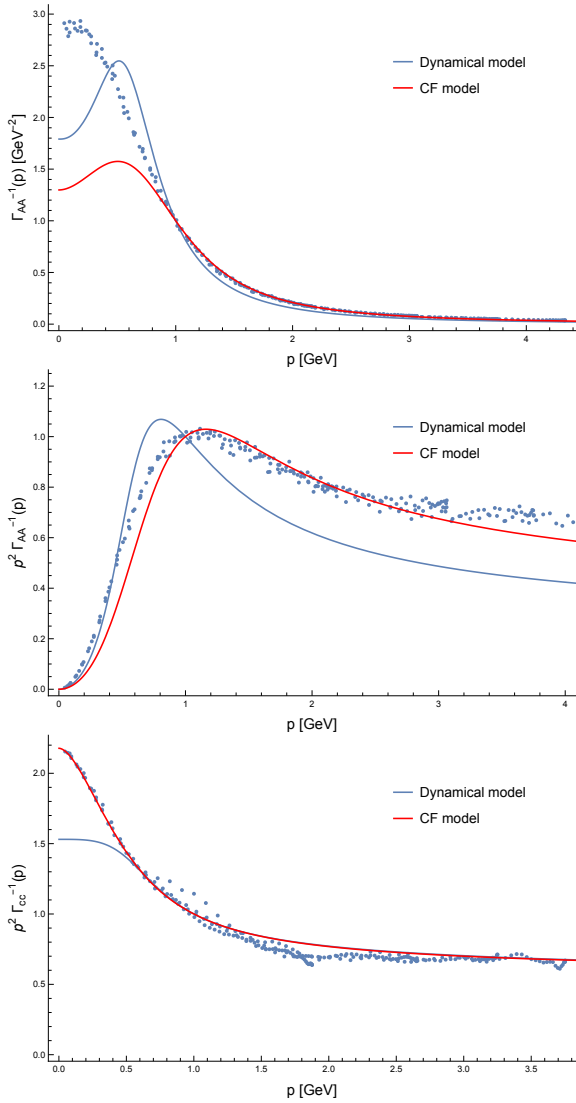 3.0
2.5
2.0
1.5
1.0
0.5
0.0
Γ_AA⁻¹(p) [GeV⁻²]
Dynamical model
CF model
0 1 2 3 4
p [GeV]
1.2
1.0
0.8
0.6
0.4
0.2
0.0
p² Γ_AA⁻¹(p)
Dynamical model
CF model
0 1 2 3 4
p [GeV]
2.0
1.5
1.0
0.5
0.0
p² Γ_cc⁻¹(p)
Dynamical model
CF model
0.0 0.5 1.0 1.5 2.0 2.5 3.0 3.5
p [GeV]